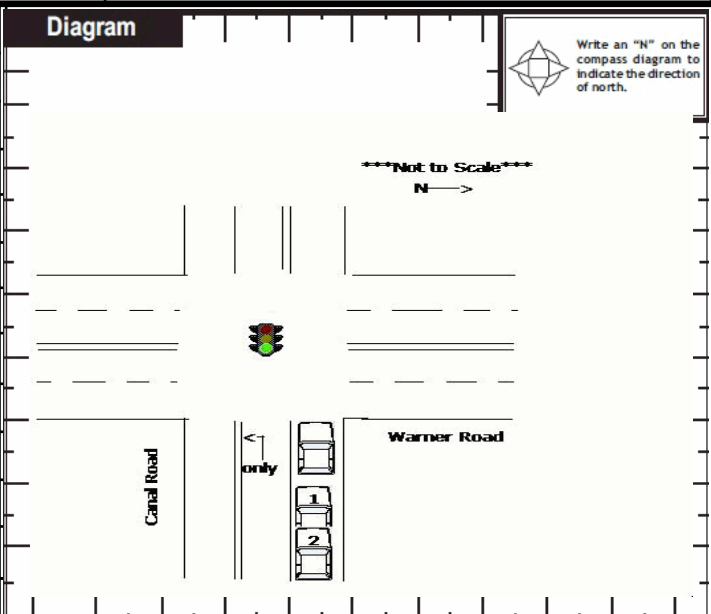 Diagram
Write an “N” on the
compass diagram to
indicate the direction
of north.
***Not to Scale***
N—>
Warner Road
only
Canal Road
1
2